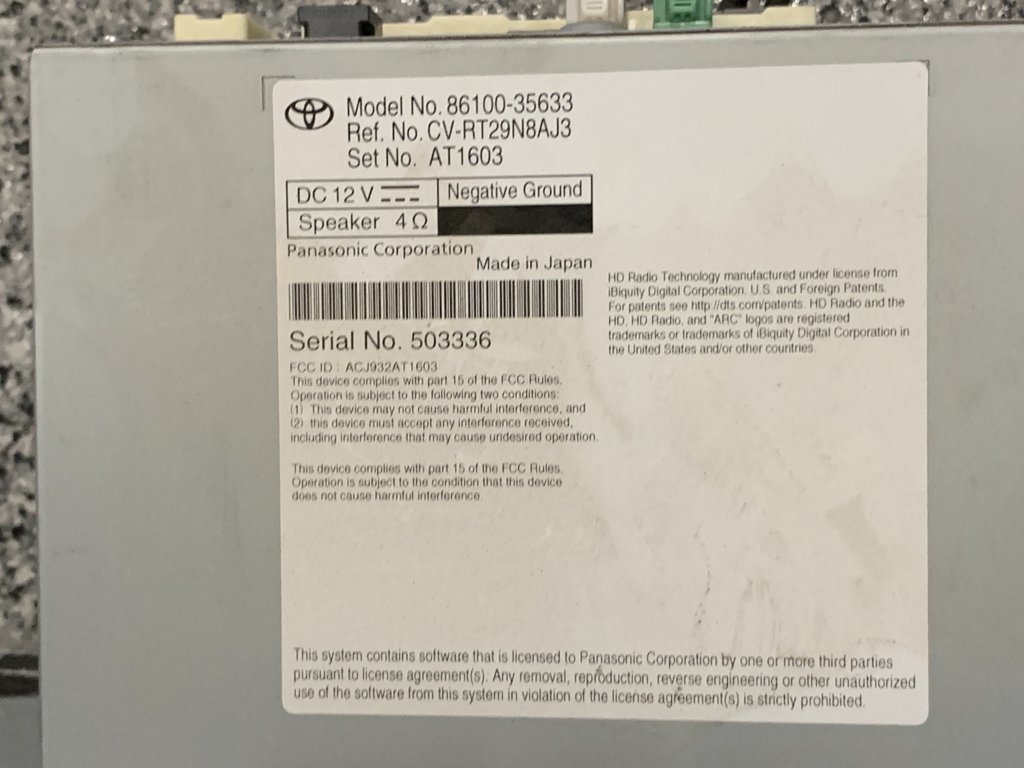 Model No. 86100-35633
Ref. No. CV-RT29N8AJ3
Set No. AT1603
DC 12 V
Negative Ground
Speaker 4 Ω
Panasonic Corporation
Made in Japan
Serial No. 503336
FCC ID : ACJ932AT1603
This device complies with part 15 of the FCC Rules.
Operation is subject to the following two conditions:
(1) This device may not cause harmful interference, and
(2) this device must accept any interference received,
including interference that may cause undesired operation.
This device complies with part 15 of the FCC Rules.
Operation is subject to the condition that this device
does not cause harmful interference.
HD Radio Technology manufactured under license from
iBiquity Digital Corporation. U.S. and Foreign Patents.
For patents see http://dts.com/patents. HD Radio and the
HD, HD Radio, and "ARC" logos are registered
trademarks or trademarks of iBiquity Digital Corporation in
the United States and/or other countries.
This system contains software that is licensed to Panasonic Corporation by one or more third parties
pursuant to license agreement(s). Any removal, reproduction, reverse engineering or other unauthorized
use of the software from this system in violation of the license agreement(s) is strictly prohibited.